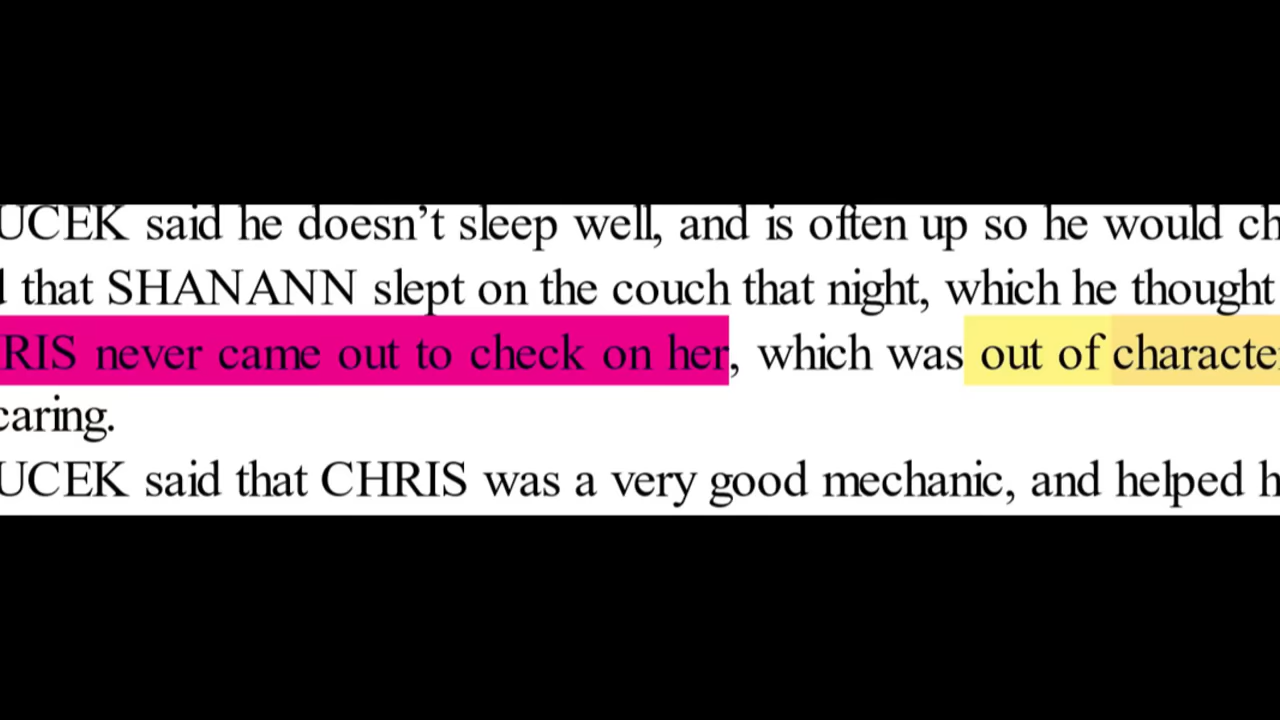 UCEK said he doesn’t sleep well, and is often up so he would ch
that SHANANN slept on the couch that night, which he thought
RIS never came out to check on her, which was out of characte
caring.
UCEK said that CHRIS was a very good mechanic, and helped h